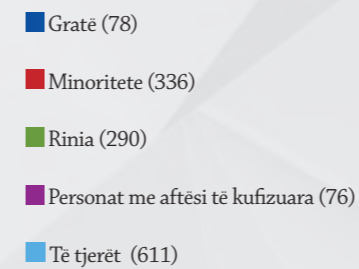 Gratë (78)
Minoritete (336)
Rinia (290)
Personat me aftësi të kufizuara (76)
Të tjerët (611)